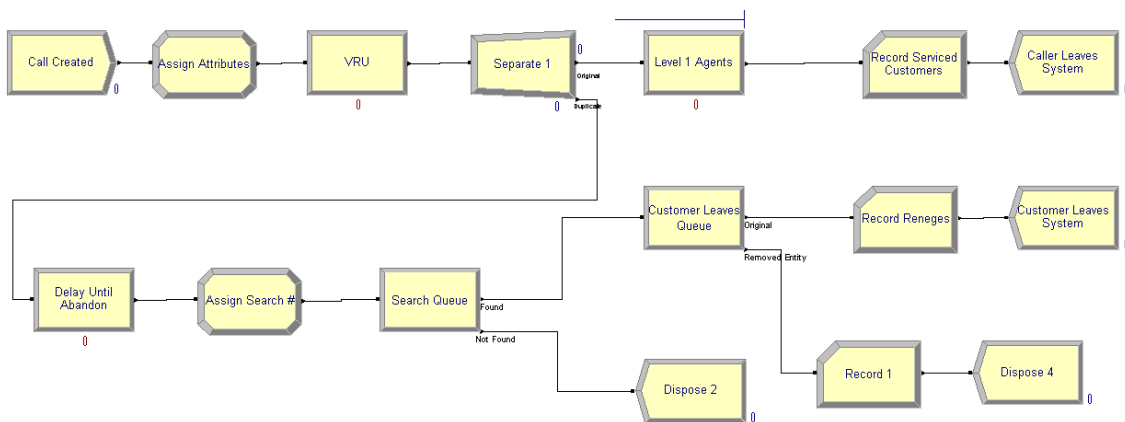 Call Created
0
Assign Attributes
VRU
0
Separate 1
0
Original
0
Duplicate
Level 1 Agents
0
Record Serviced
Customers
Caller Leaves
System
Delay Until
Abandon
0
Assign Search #
Search Queue
Found
Not Found
Customer Leaves
Queue
Original
Removed Entity
Record Reneges
Customer Leaves
System
Dispose 2
0
Record 1
Dispose 4
0